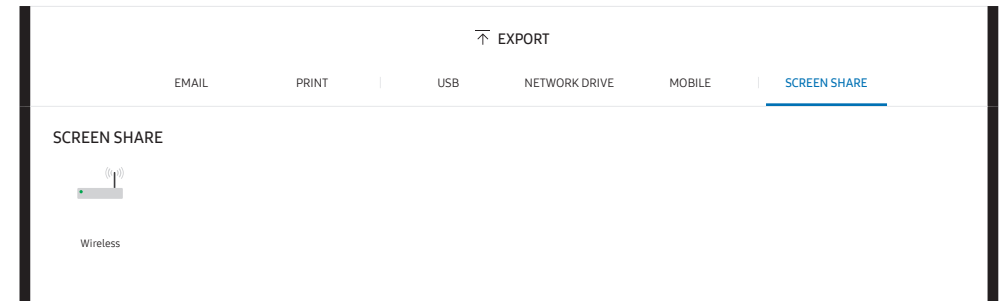 EXPORT
EMAIL PRINT USB NETWORK DRIVE MOBILE SCREEN SHARE
SCREEN SHARE
Wireless